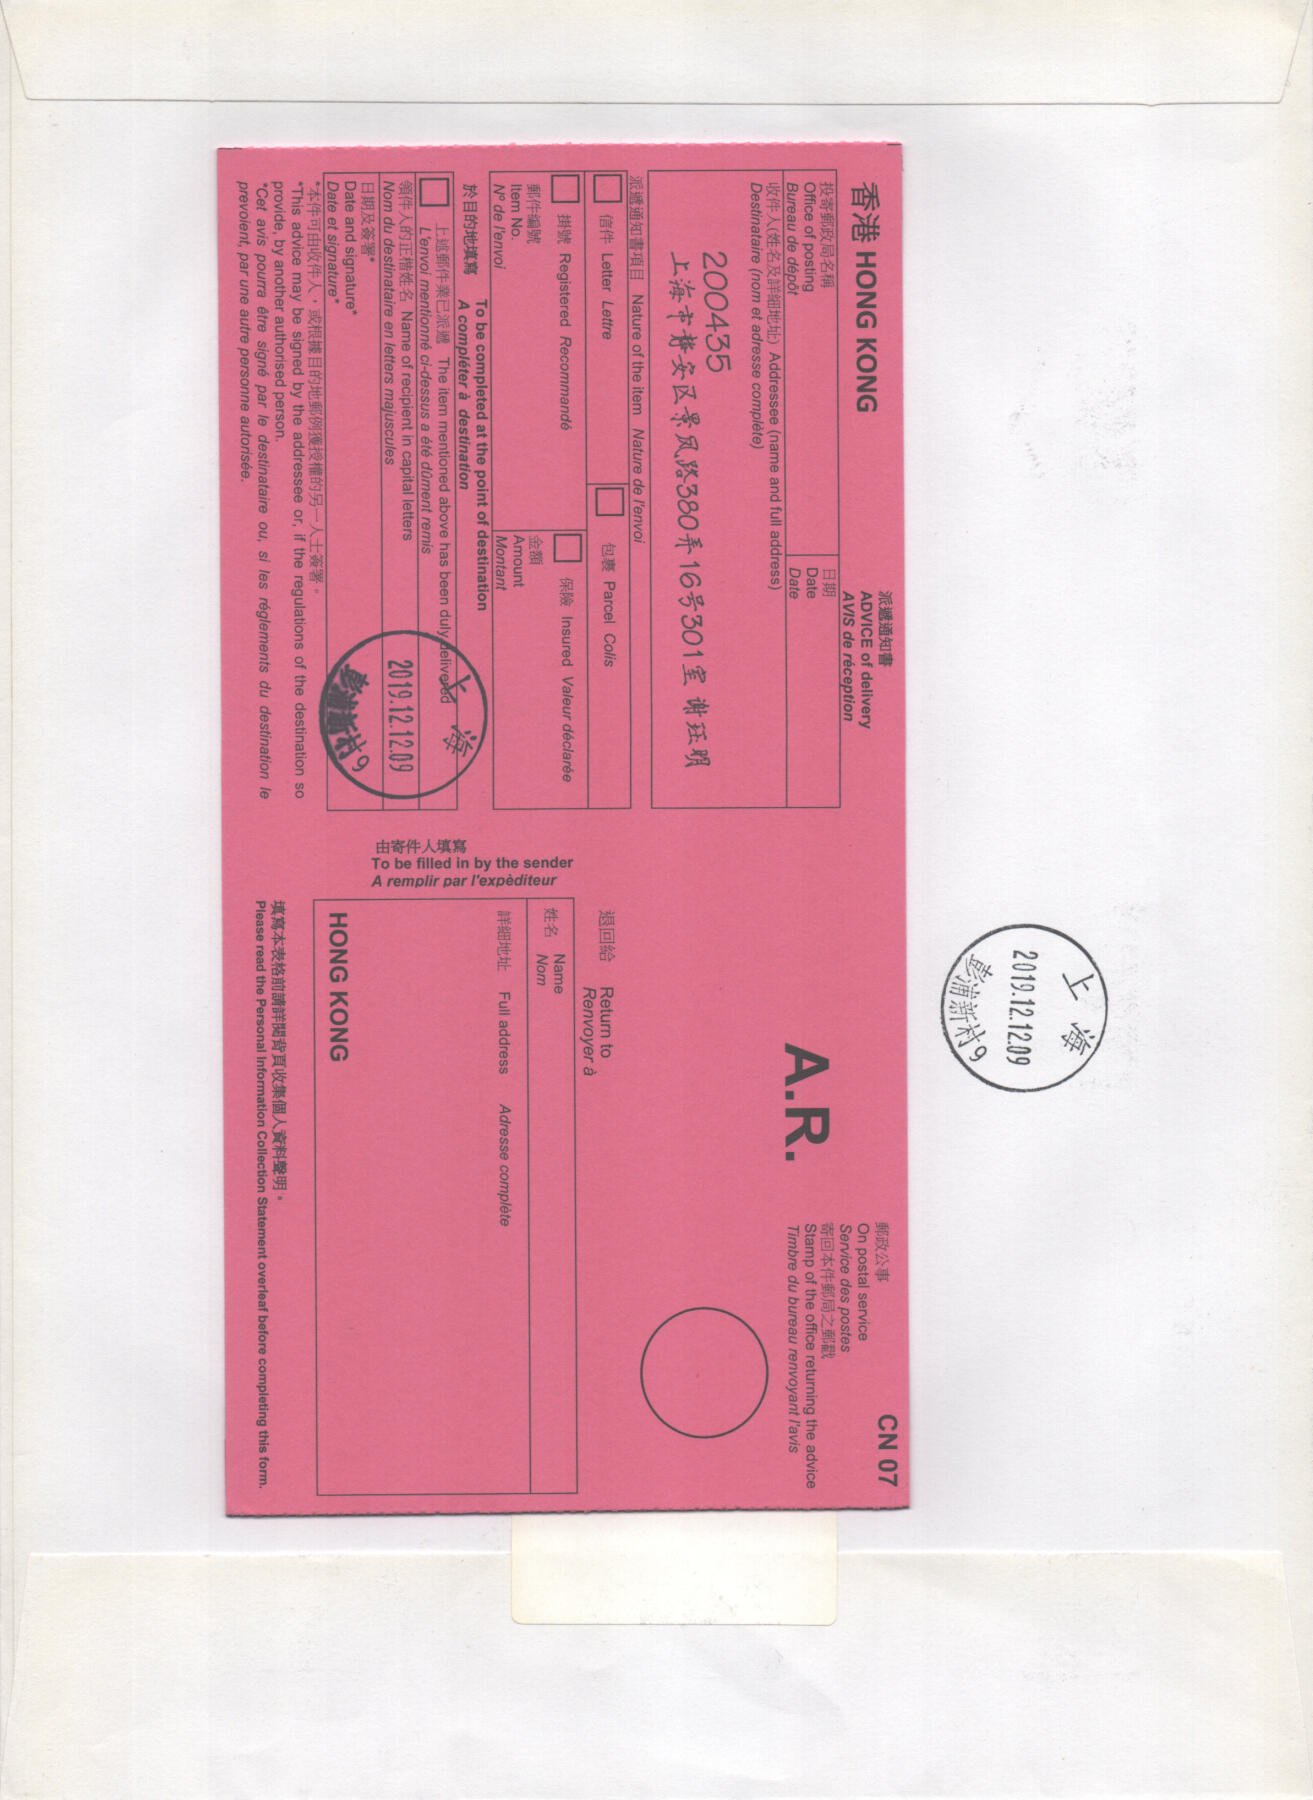 香港 HONG KONG
派遞通知書
ADVICE of delivery
AVIS de réception
投寄郵政局名稱
Office of posting
Bureau de dépôt
日期
Date
Date
收件人(姓名及詳細地址) Addressee (name and full address)
Destinataire (nom et adresse complète)
200435
上海市静安区景凤路380弄16号301室 谢珏明
派遞通知書項目 Nature of the item Nature de l'envoi
信件 Letter Lettre
包裹 Parcel Colis
掛號 Registered Recommandé
保險 Insured Valeur déclarée
郵件編號
Item No.
Nº de l'envoi
金額
Amount
Montant
於目的地填寫 To be completed at the point of destination
A compléter à destination
上述郵件業已派遞 The item mentioned above has been duly delivered
L'envoi mentionné ci-dessus a été dûment remis
領件人的正楷姓名 Name of recipient in capital letters
Nom du destinataire en letters majuscules
日期及簽署*
Date and signature*
Date et signature*
上海
2019.12.12.09
彭浦新村9
*本件可由收件人，或根據目的地郵例獲授權的另一人士簽署。
*This advice may be signed by the addressee or, if the regulations of the destination so
provide, by another authorised person.
*Cet avis pourra être signé par le destinataire ou, si les réglements du destination le
prevoient, par une autre personne autorisée.
郵政公事
On postal service
Service des postes
CN 07
寄回本件郵局之郵戳
Stamp of the office returning the advice
Timbre du bureau renvoyant l'avis
A.R.
退回給 Return to
Renvoyer à
姓名 Name
Nom
詳細地址 Full address Adresse complète
HONG KONG
由寄件人填寫
To be filled in by the sender
A remplir par l'expèditeur
填寫本表格前請詳閱背頁收集個人資料聲明。
Please read the Personal Information Collection Statement overleaf before completing this form.
上海
2019.12.12.09
彭浦新村9